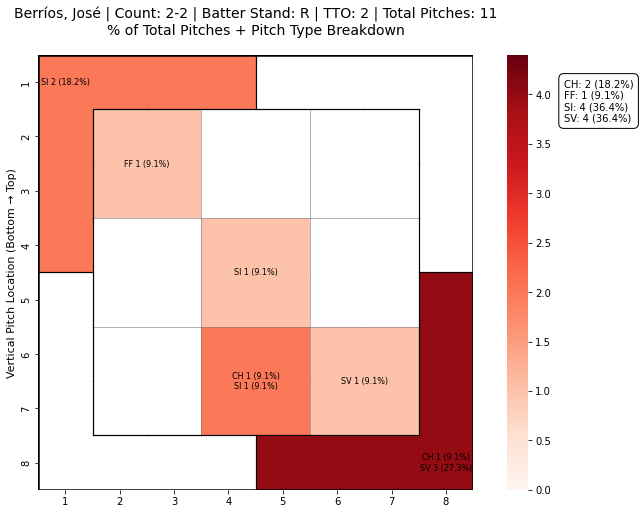 Berríos, José | Count: 2-2 | Batter Stand: R | TTO: 2 | Total Pitches: 11
% of Total Pitches + Pitch Type Breakdown
SI 2 (18.2%)
FF 1 (9.1%)
SI 1 (9.1%)
CH 1 (9.1%)
SI 1 (9.1%)
SV 1 (9.1%)
CH 1 (9.1%)
SV 3 (27.3%)
Vertical Pitch Location (Bottom → Top)
1
2
3
4
5
6
7
8
1 2 3 4 5 6 7 8
4.0
3.5
3.0
2.5
2.0
1.5
1.0
0.5
0.0
CH: 2 (18.2%)
FF: 1 (9.1%)
SI: 4 (36.4%)
SV: 4 (36.4%)